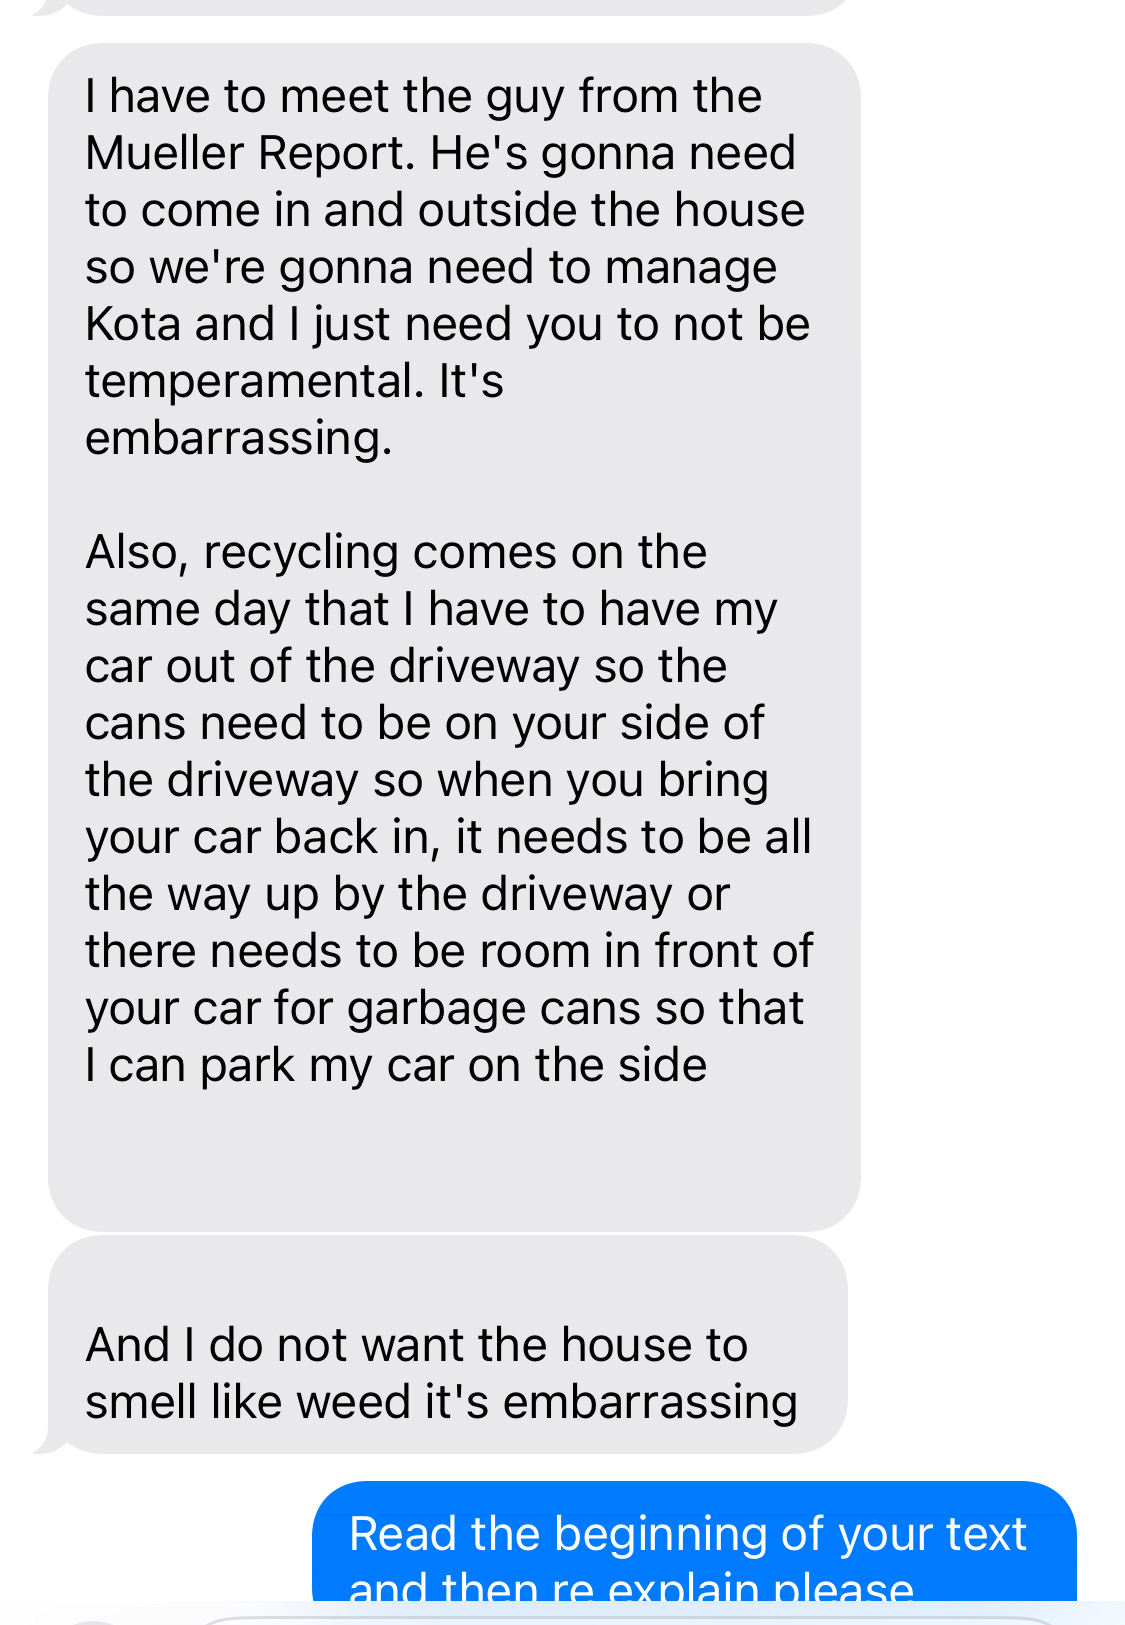 I have to meet the guy from the
Mueller Report. He's gonna need
to come in and outside the house
so we're gonna need to manage
Kota and I just need you to not be
temperamental. It's
embarrassing.
Also, recycling comes on the
same day that I have to have my
car out of the driveway so the
cans need to be on your side of
the driveway so when you bring
your car back in, it needs to be all
the way up by the driveway or
there needs to be room in front of
your car for garbage cans so that
I can park my car on the side
And I do not want the house to
smell like weed it's embarrassing
Read the beginning of your text
and then re explain please